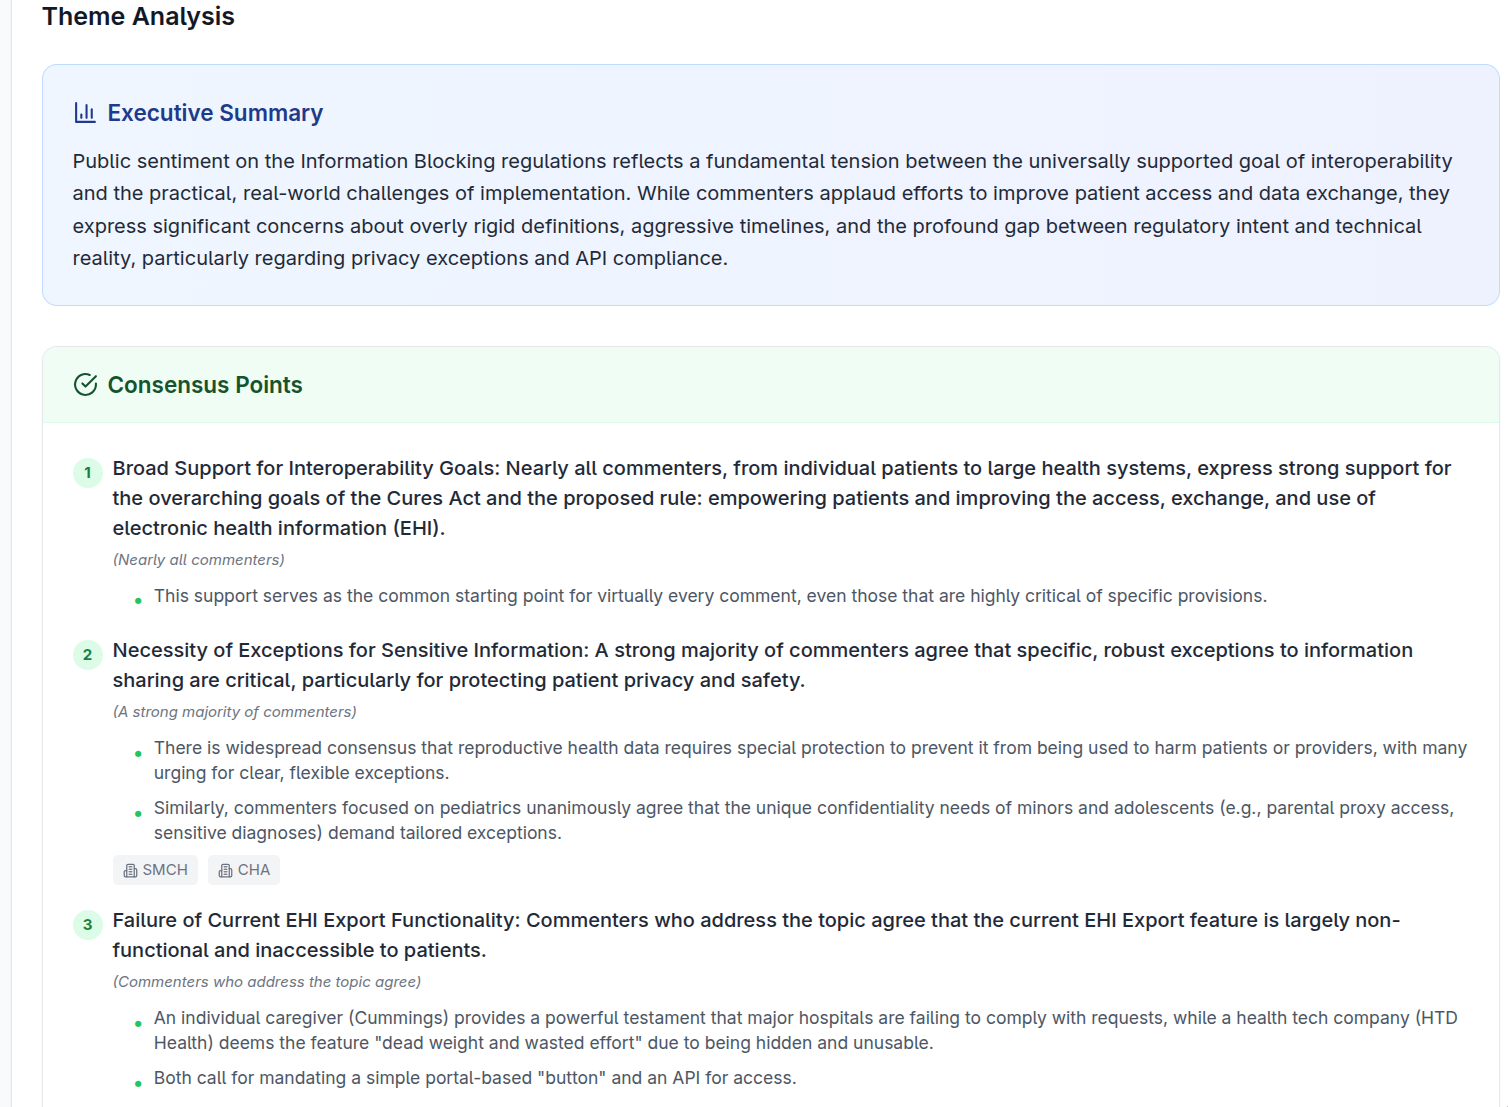 Theme Analysis
Executive Summary
Public sentiment on the Information Blocking regulations reflects a fundamental tension between the universally supported goal of interoperability
and the practical, real-world challenges of implementation. While commenters applaud efforts to improve patient access and data exchange, they
express significant concerns about overly rigid definitions, aggressive timelines, and the profound gap between regulatory intent and technical
reality, particularly regarding privacy exceptions and API compliance.
Consensus Points
1 Broad Support for Interoperability Goals: Nearly all commenters, from individual patients to large health systems, express strong support for
the overarching goals of the Cures Act and the proposed rule: empowering patients and improving the access, exchange, and use of
electronic health information (EHI).
(Nearly all commenters)
• This support serves as the common starting point for virtually every comment, even those that are highly critical of specific provisions.
2 Necessity of Exceptions for Sensitive Information: A strong majority of commenters agree that specific, robust exceptions to information
sharing are critical, particularly for protecting patient privacy and safety.
(A strong majority of commenters)
• There is widespread consensus that reproductive health data requires special protection to prevent it from being used to harm patients or providers, with many
urging for clear, flexible exceptions.
• Similarly, commenters focused on pediatrics unanimously agree that the unique confidentiality needs of minors and adolescents (e.g., parental proxy access,
sensitive diagnoses) demand tailored exceptions.
SMCH CHA
3 Failure of Current EHI Export Functionality: Commenters who address the topic agree that the current EHI Export feature is largely non-
functional and inaccessible to patients.
(Commenters who address the topic agree)
• An individual caregiver (Cummings) provides a powerful testament that major hospitals are failing to comply with requests, while a health tech company (HTD
Health) deems the feature "dead weight and wasted effort" due to being hidden and unusable.
• Both call for mandating a simple portal-based "button" and an API for access.